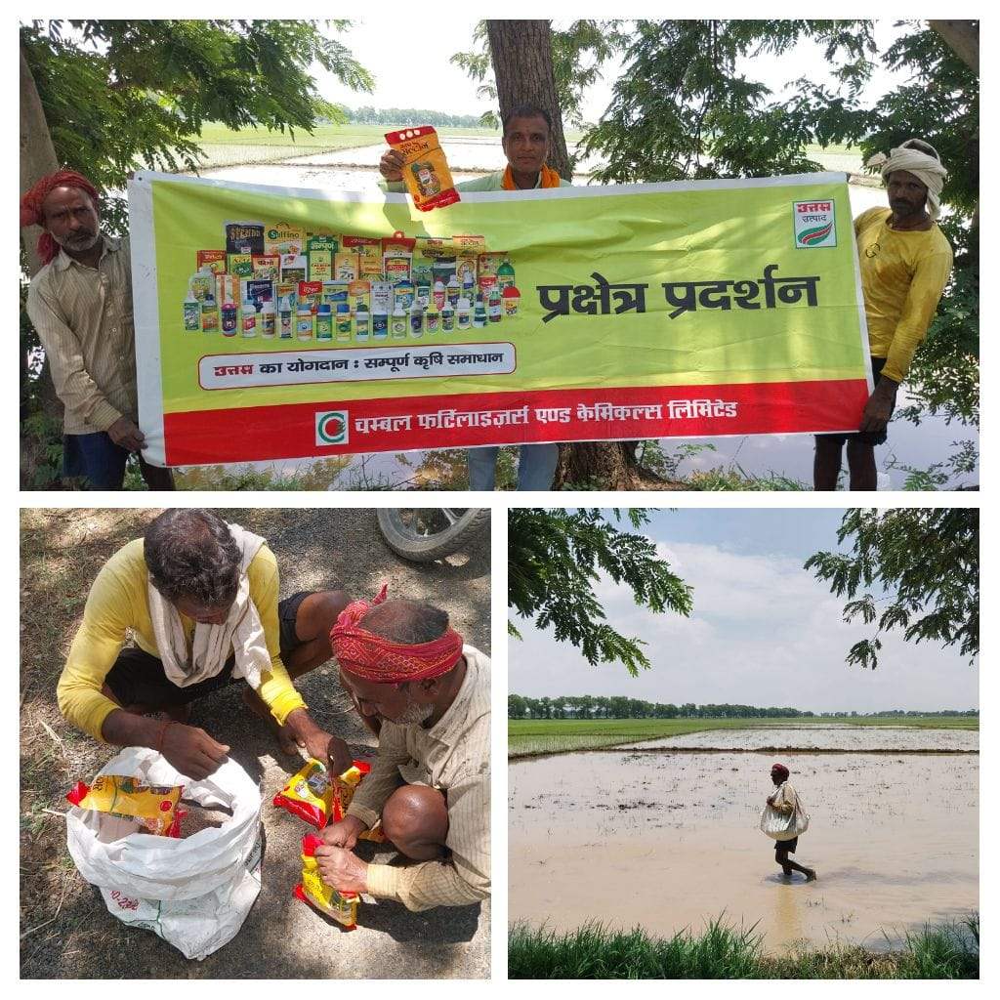 उत्तम
उत्पाद
प्रक्षेत्र प्रदर्शन
उत्तम का योगदान : सम्पूर्ण कृषि समाधान
चम्बल फर्टिलाइज़र्स एण्ड केमिकल्स लिमिटेड